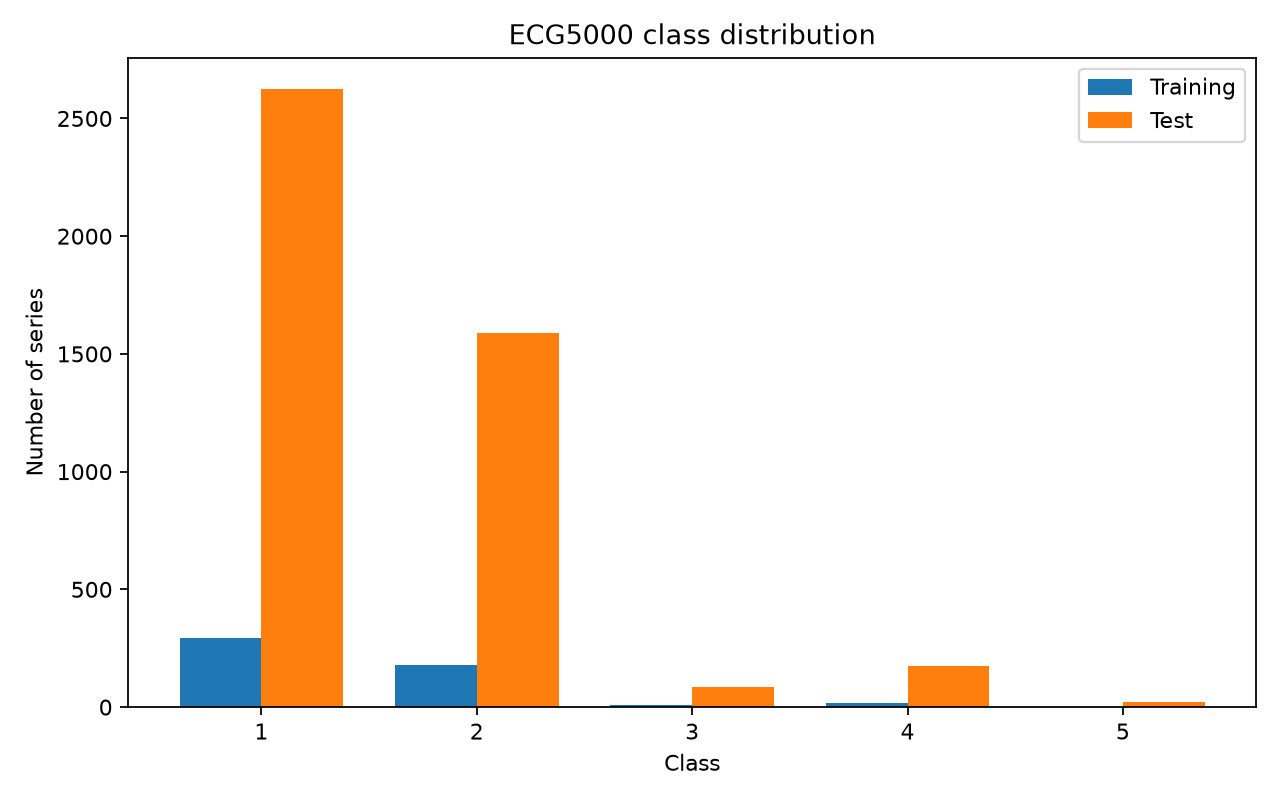 ECG5000 class distribution
Training
Test
2500
2000
1500
1000
500
0
Number of series
1 2 3 4 5
Class